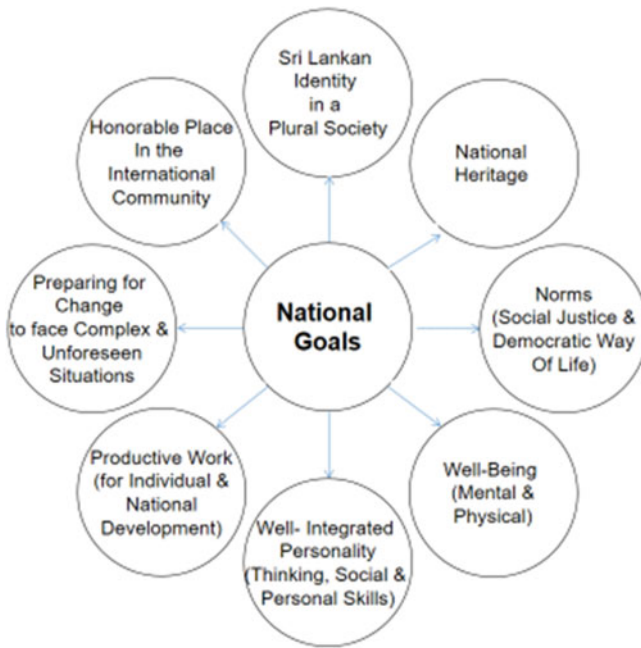 Sri Lankan
Identity
in a
Plural Society
National
Heritage
Norms
(Social Justice &
Democratic Way
Of Life)
Well-Being
(Mental &
Physical)
Well- Integrated
Personality
(Thinking, Social &
Personal Skills)
Productive Work
(for Individual &
National
Development)
Preparing for
Change
to face Complex &
Unforeseen
Situations
Honorable Place
In the
International
Community
National
Goals